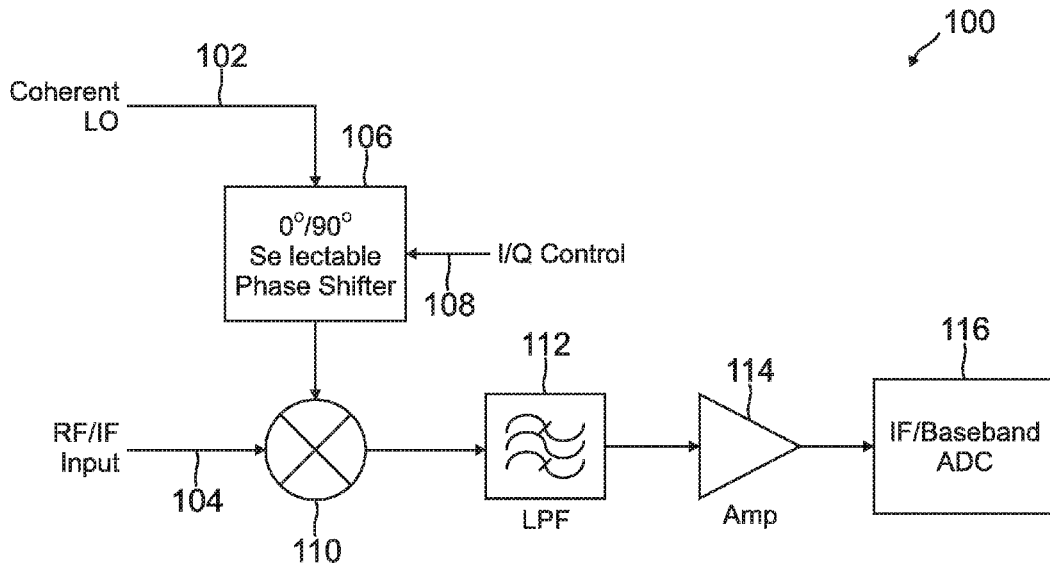 100
102
Coherent
LO
106
0°/90°
Se lectable
Phase Shifter
I/Q Control
108
112
114
116
RF/IF
Input
104
110
LPF
Amp
IF/Baseband
ADC